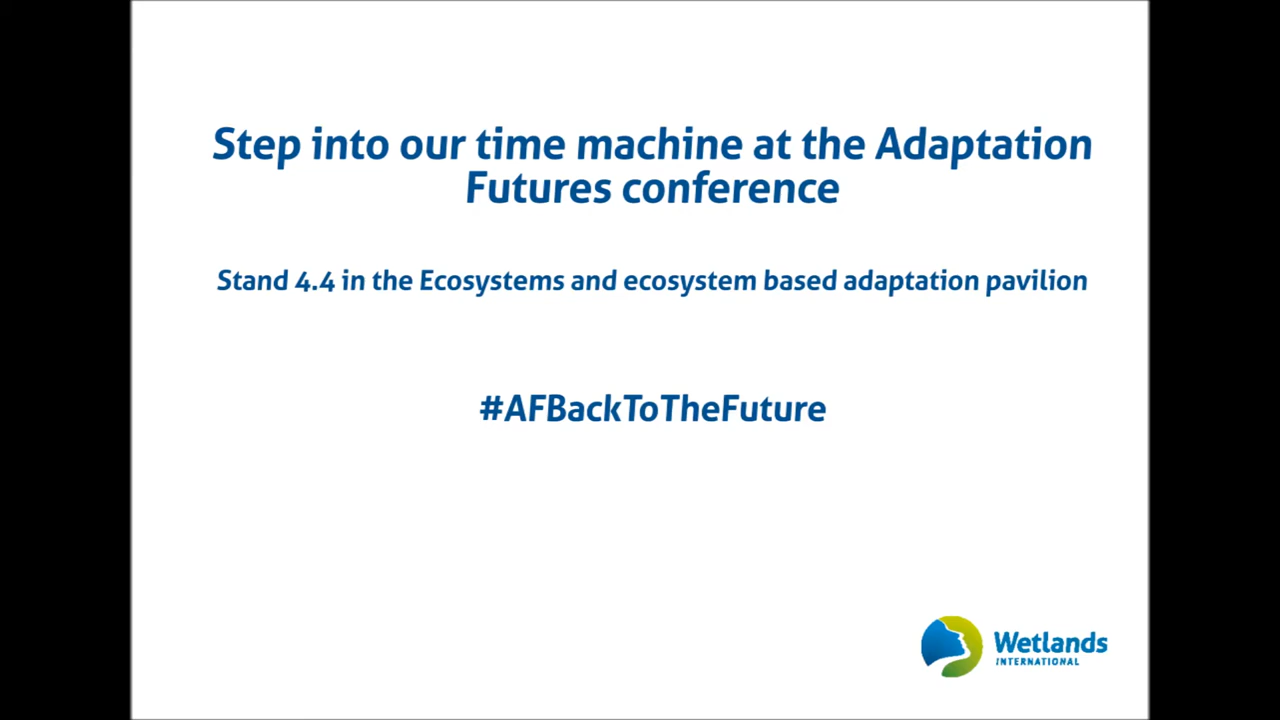 Step into our time machine at the Adaptation
Futures conference
Stand 4.4 in the Ecosystems and ecosystem based adaptation pavilion
#AFBackToTheFuture
Wetlands
INTERNATIONAL